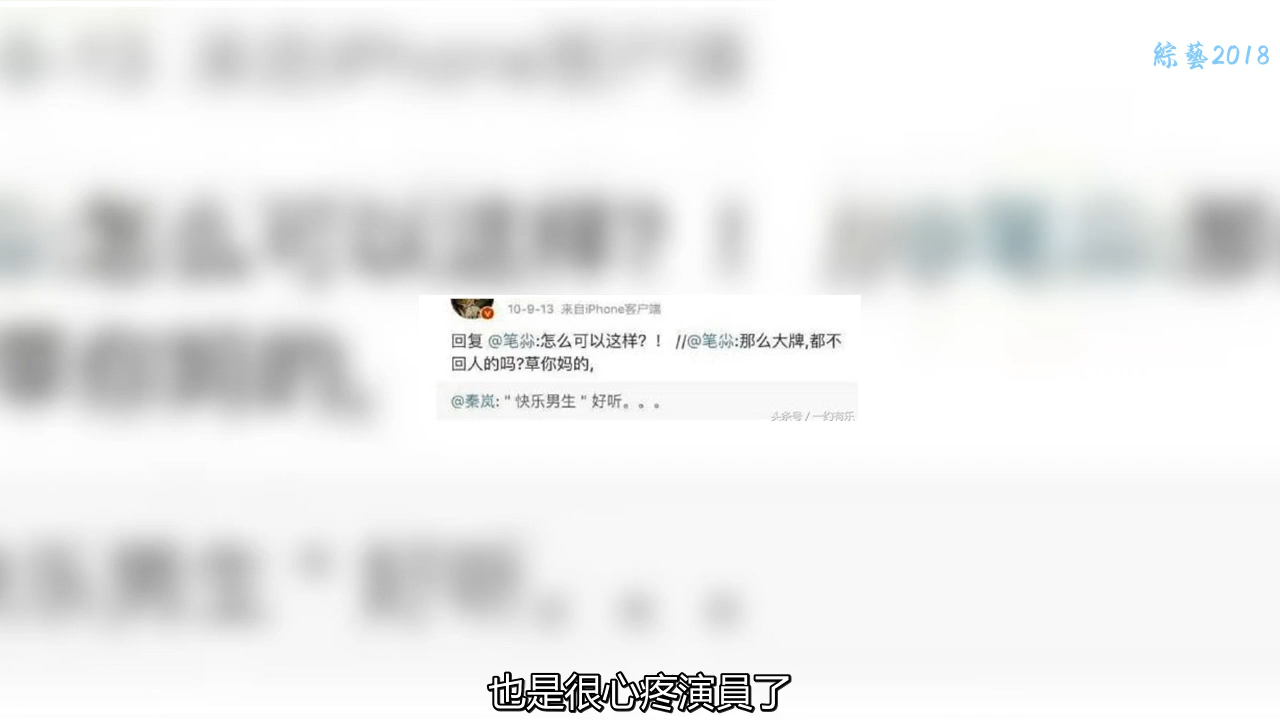 綜藝2018
10-9-13 来自iPhone客户端
回复 @笔尛:怎么可以这样？！ //@笔尛:那么大牌,都不
回人的吗?草你妈的,
@秦岚: " 快乐男生 " 好听。。。
头条号 / 一约有乐
也是很心疼演員了